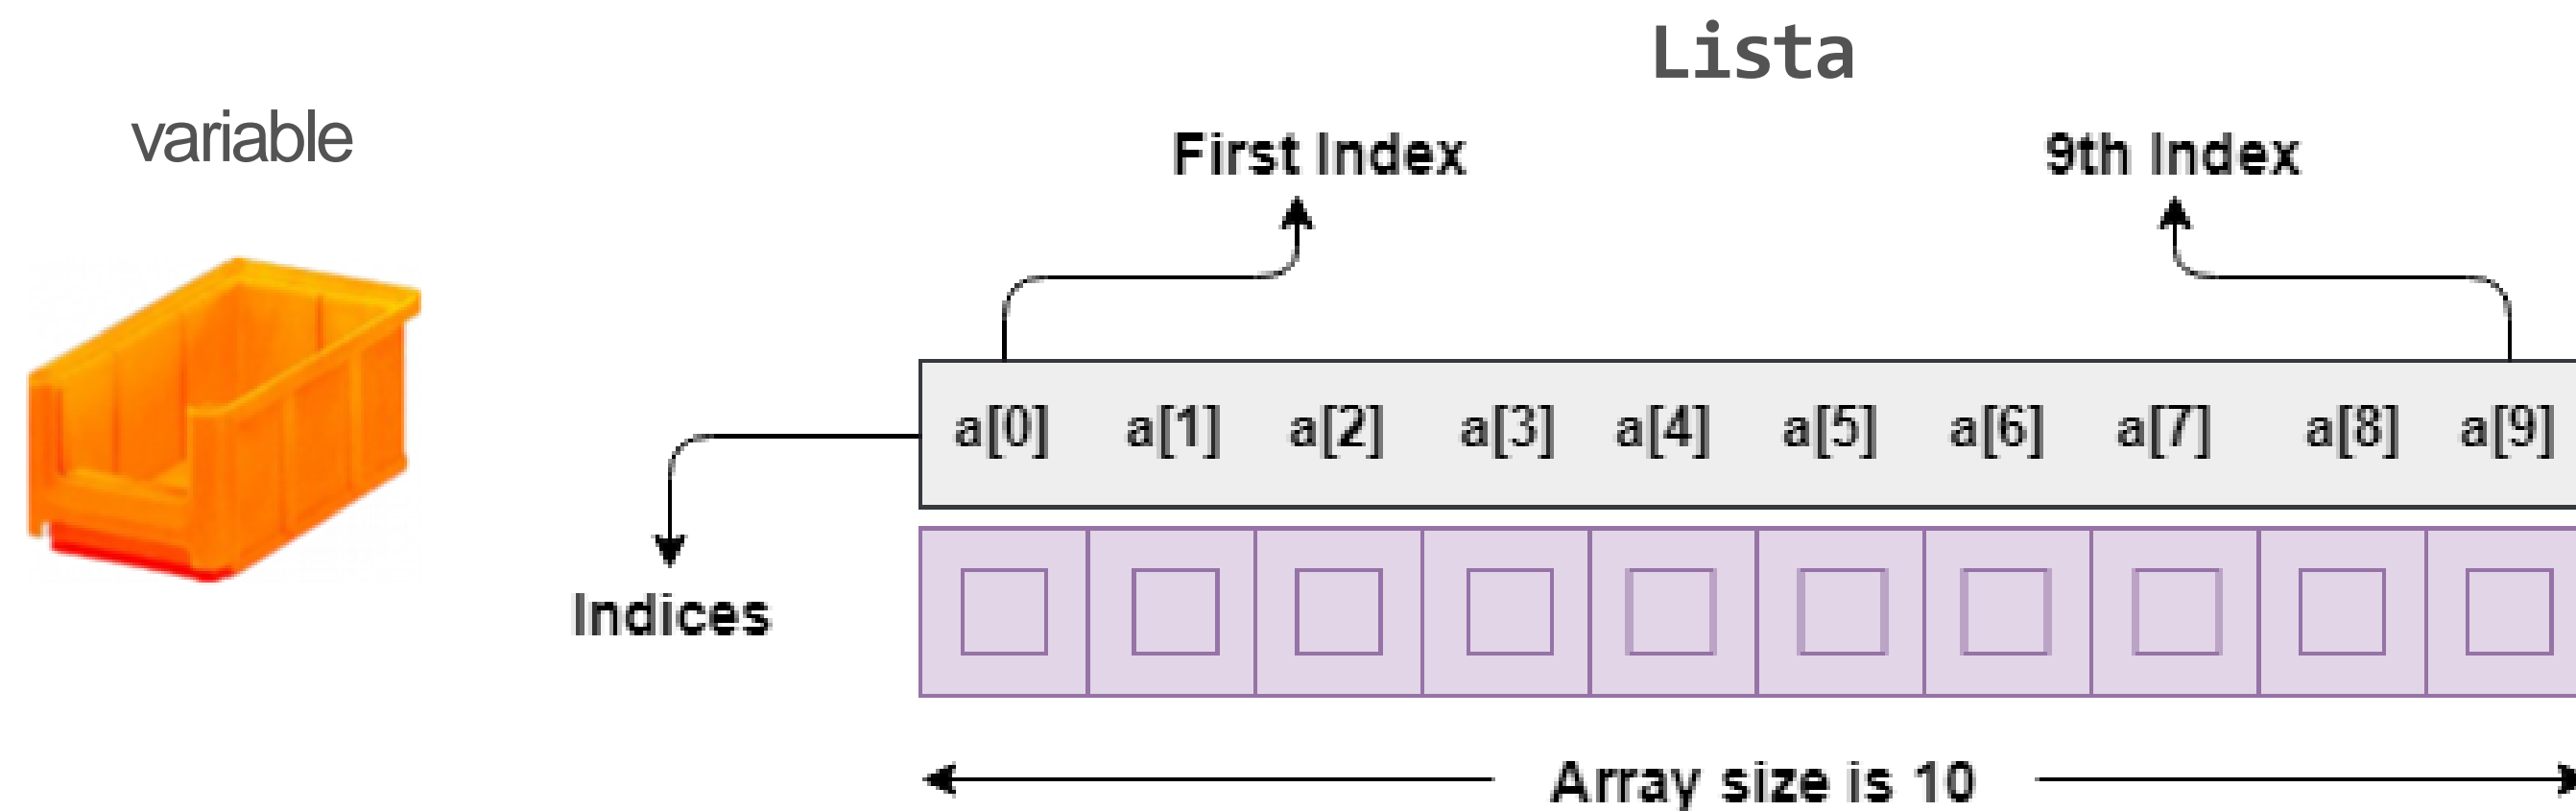 Lista
variable
First Index 9th Index
a[0] a[1] a[2] a[3] a[4] a[5] a[6] a[7] a[8] a[9]
Indices
Array size is 10